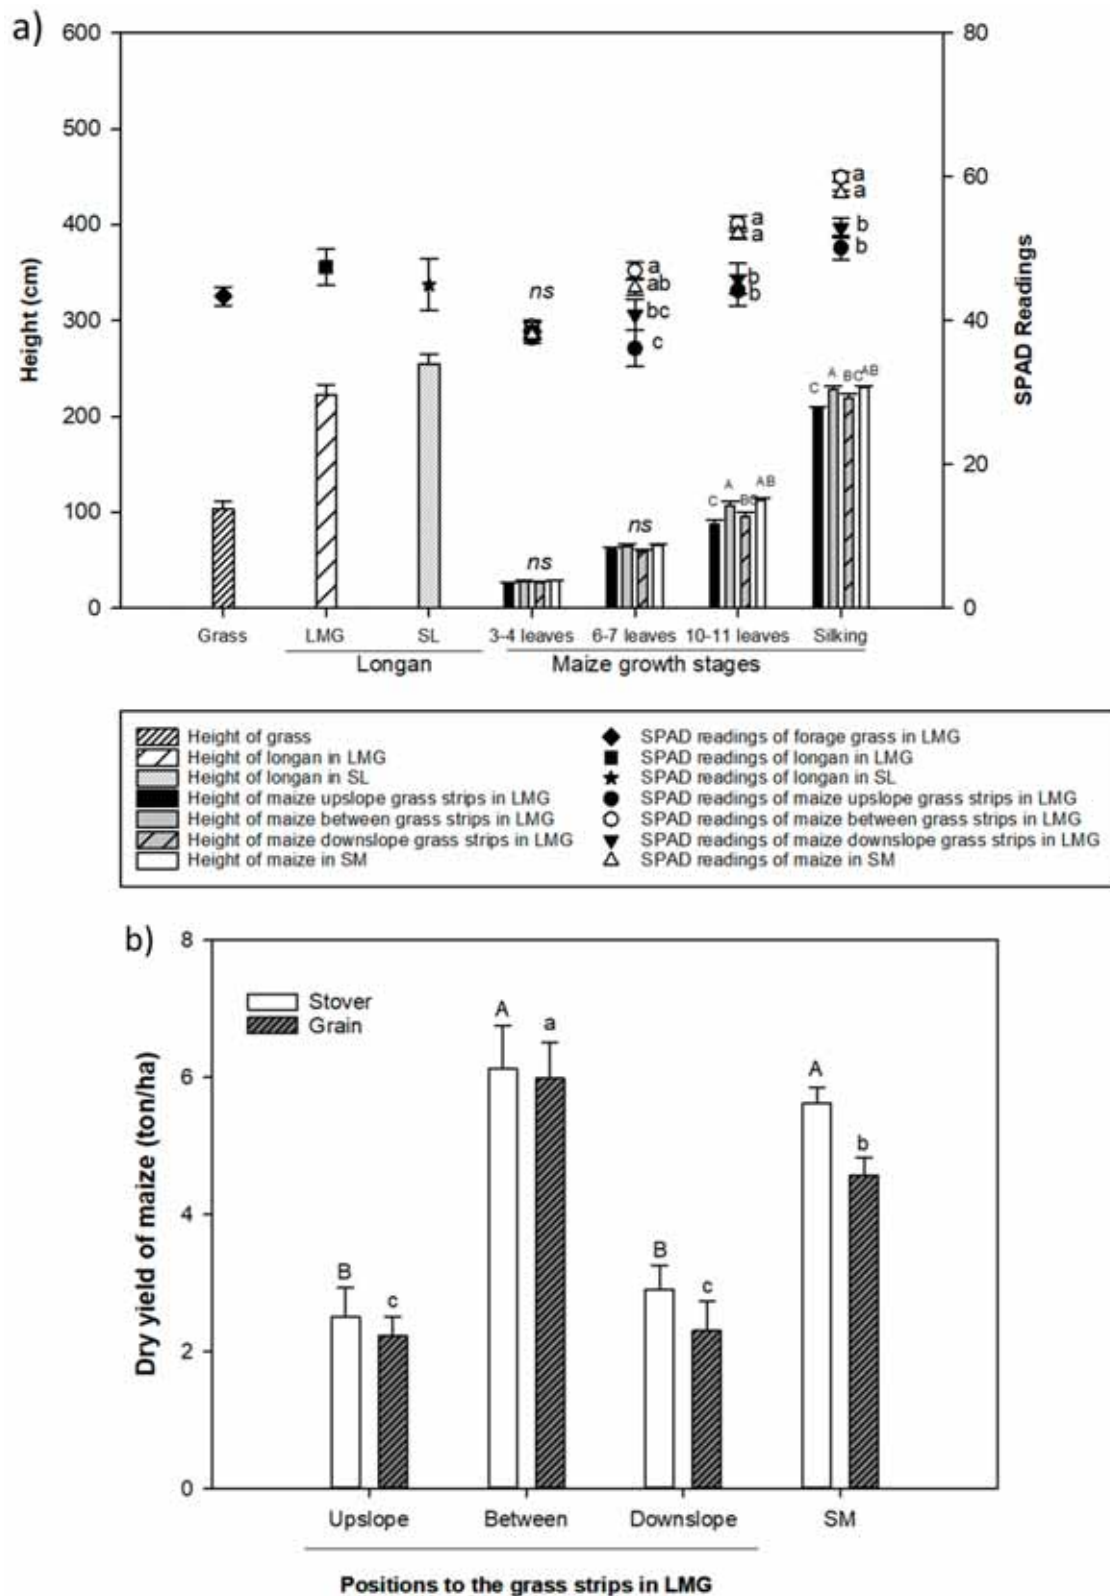 a)
600
500
400
300
200
100
0
Height (cm)
80
60
40
20
0
SPAD Readings
ns
a
ab
bc
c
a
a
b
b
a
a
b
b
ns
ns
C
A
BC
AB
C
A
BC
AB
Grass
LMG
SL
3-4 leaves
6-7 leaves
10-11 leaves
Silking
Longan
Maize growth stages
Height of grass
Height of longan in LMG
Height of longan in SL
Height of maize upslope grass strips in LMG
Height of maize between grass strips in LMG
Height of maize downslope grass strips in LMG
Height of maize in SM
SPAD readings of forage grass in LMG
SPAD readings of longan in LMG
SPAD readings of longan in SL
SPAD readings of maize upslope grass strips in LMG
SPAD readings of maize between grass strips in LMG
SPAD readings of maize downslope grass strips in LMG
SPAD readings of maize in SM
b)
8
6
4
2
0
Dry yield of maize (ton/ha)
Stover
Grain
B
c
A
a
B
c
A
b
Upslope
Between
Downslope
SM
Positions to the grass strips in LMG